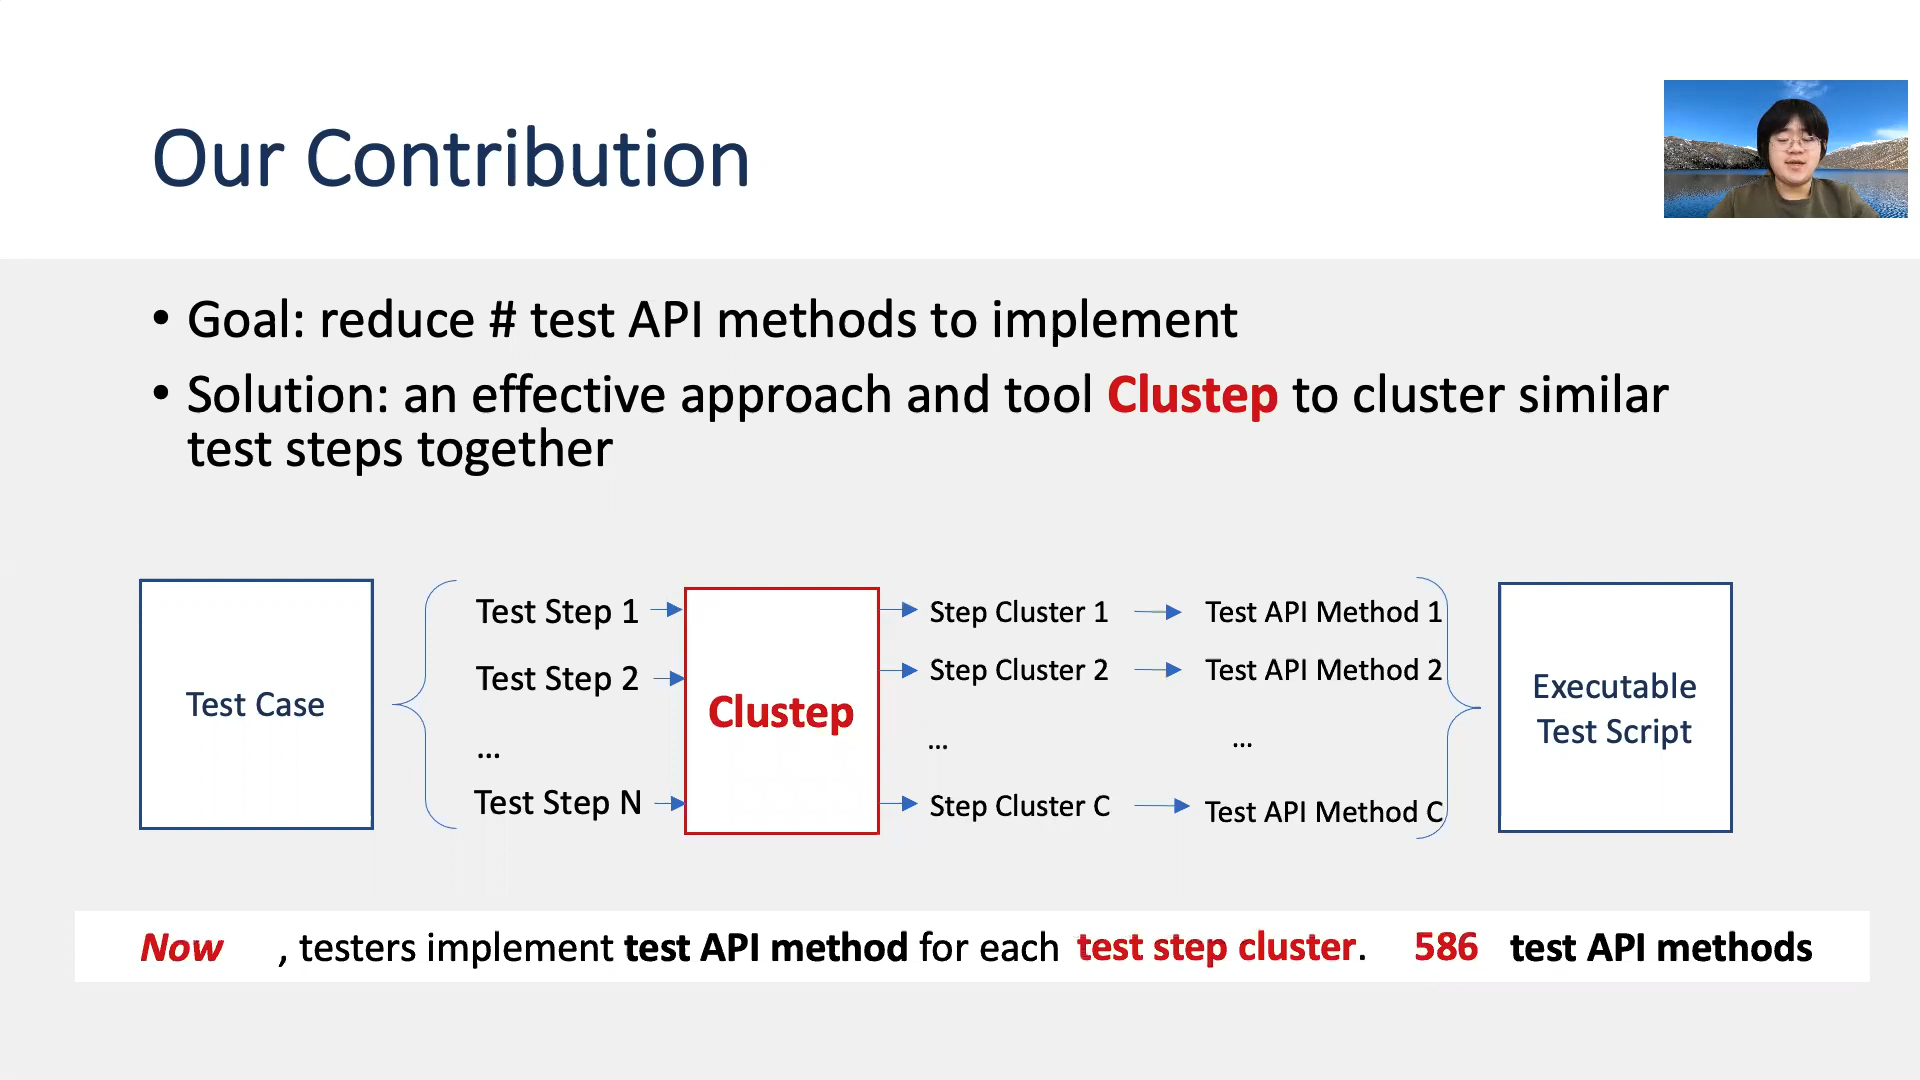 Our Contribution
• Goal: reduce # test API methods to implement
• Solution: an effective approach and tool Clustep to cluster similar
test steps together
Test Case
Test Step 1
Test Step 2
...
Test Step N
Clustep
Step Cluster 1
Step Cluster 2
...
Step Cluster C
Test API Method 1
Test API Method 2
...
Test API Method C
Executable
Test Script
Now , testers implement test API method for each test step cluster. 586 test API methods